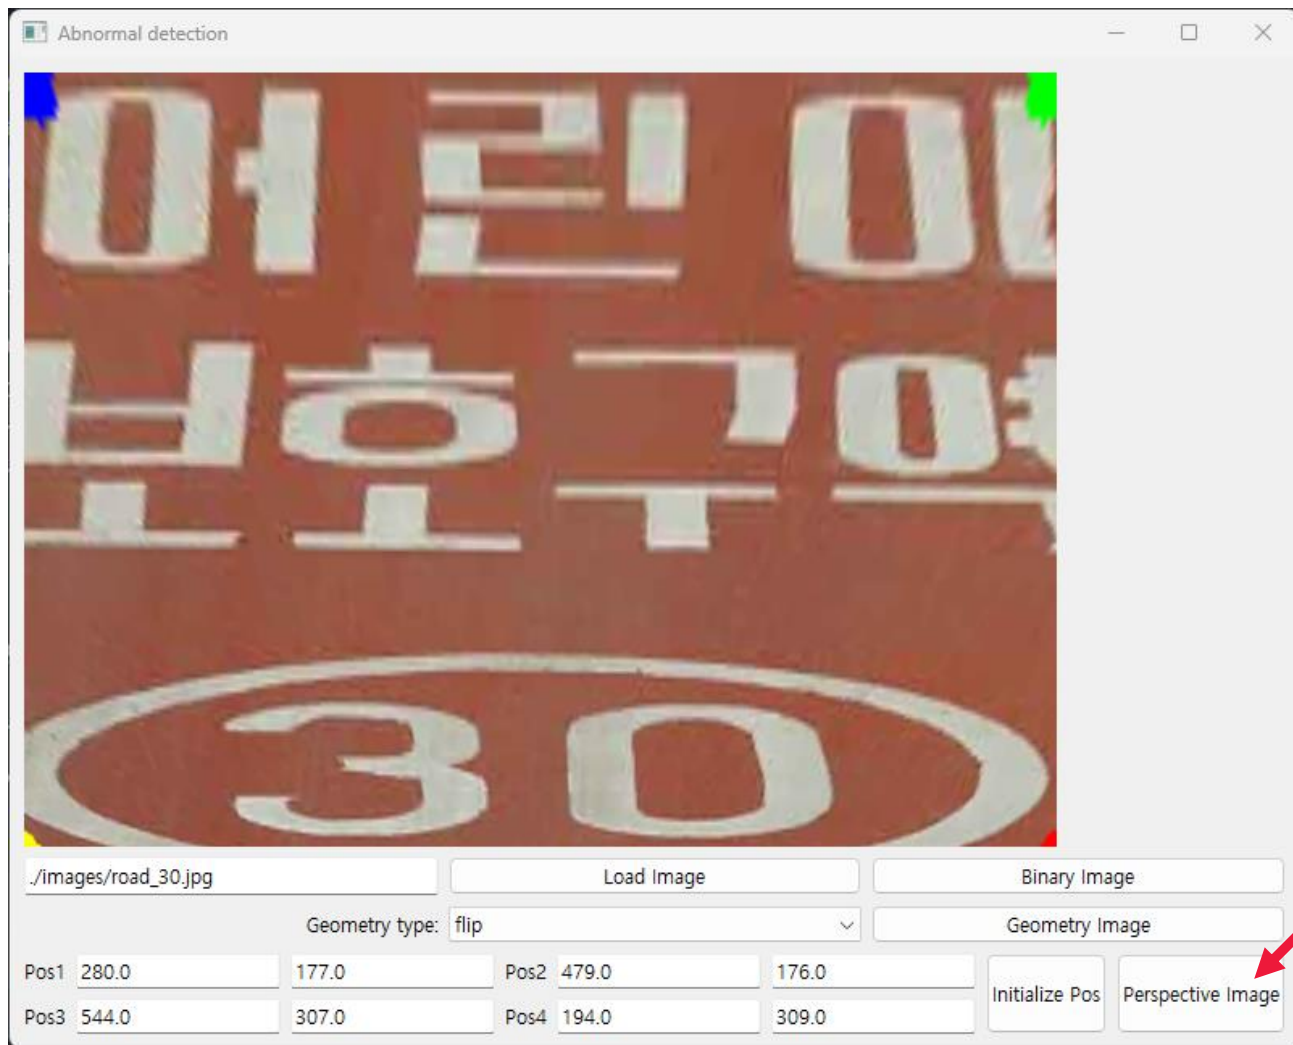 Abnormal detection
어린이
보호구역
30
./images/road_30.jpg
Load Image
Binary Image
Geometry type: flip
Geometry Image
Pos1 280.0 177.0 Pos2 479.0 176.0
Initialize Pos Perspective Image
Pos3 544.0 307.0 Pos4 194.0 309.0